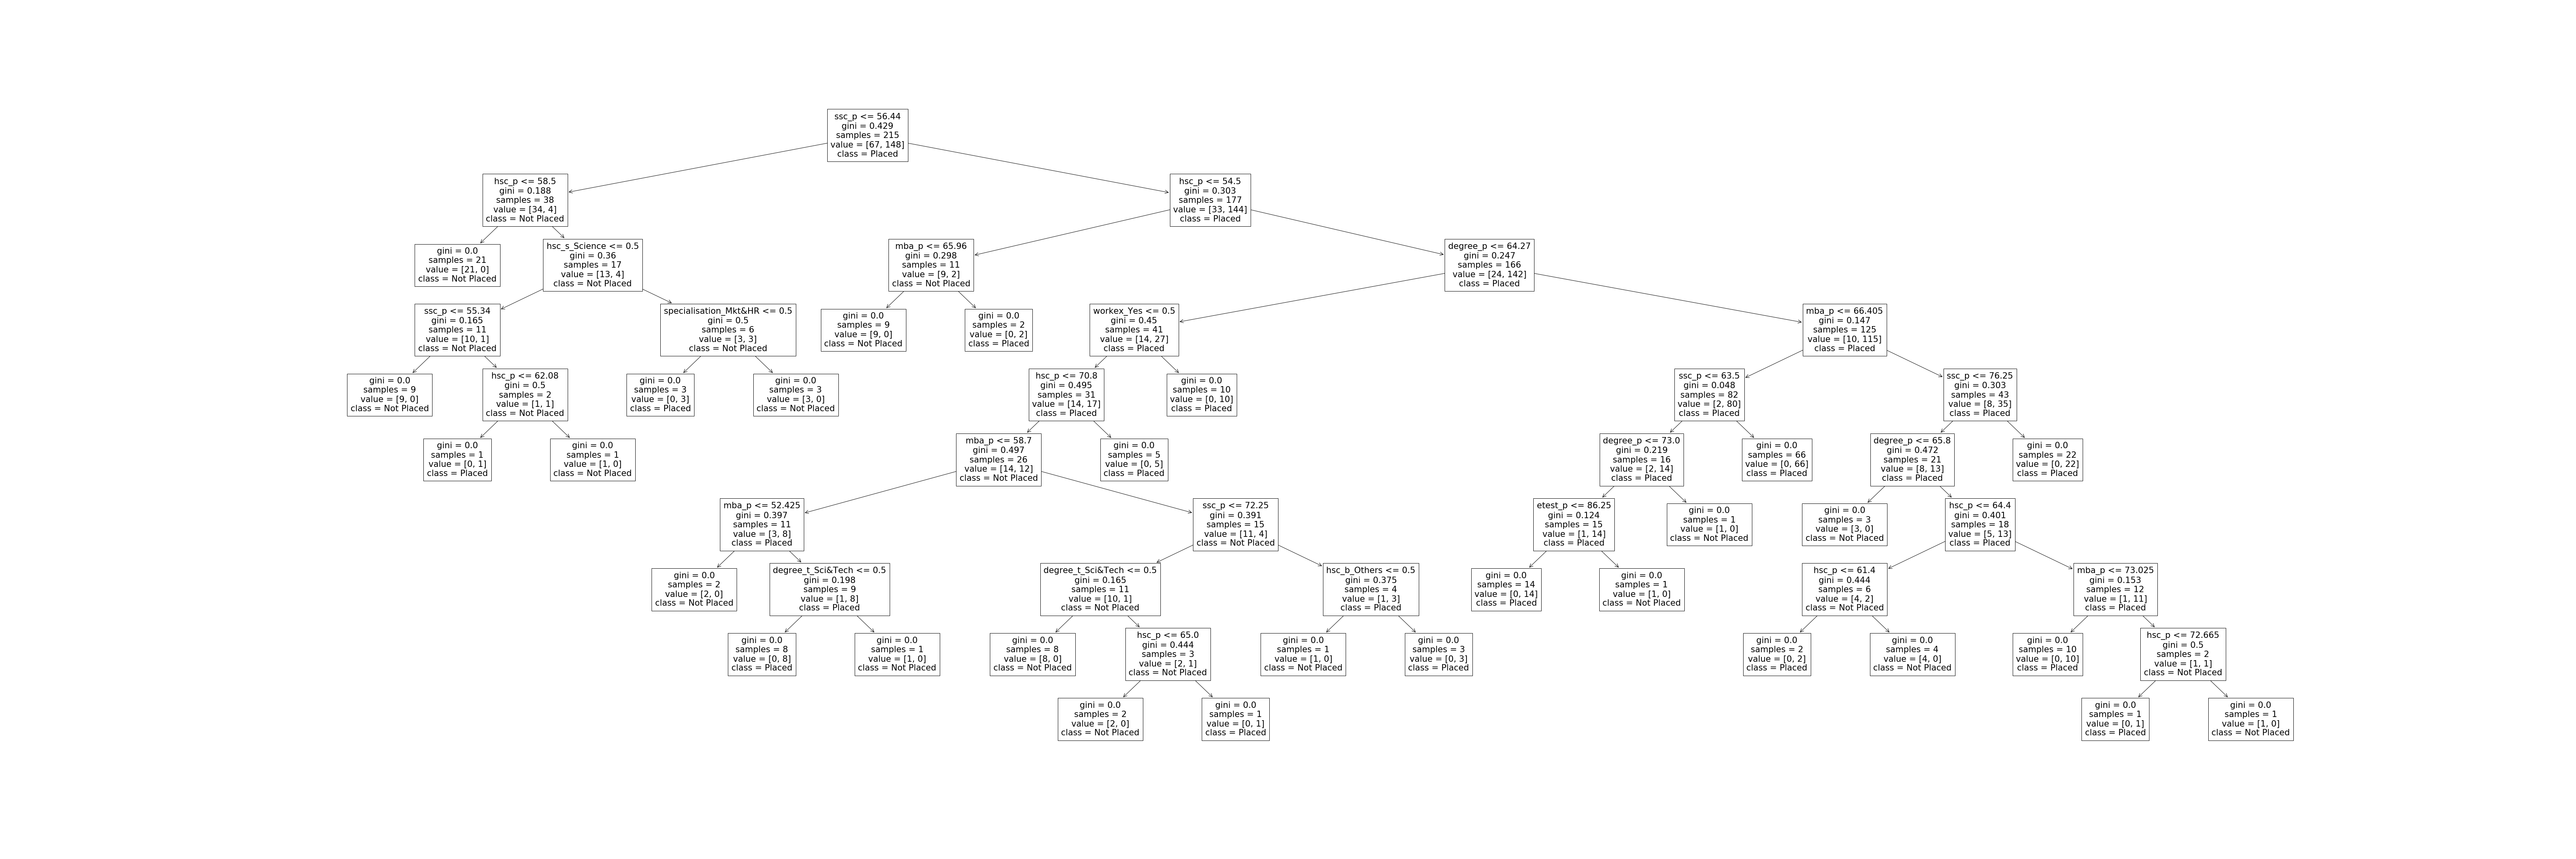 ssc_p <= 56.44
gini = 0.429
samples = 215
value = [67, 148]
class = Placed
hsc_p <= 58.5
gini = 0.188
samples = 38
value = [34, 4]
class = Not Placed
hsc_p <= 54.5
gini = 0.303
samples = 177
value = [33, 144]
class = Placed
gini = 0.0
samples = 21
value = [21, 0]
class = Not Placed
hsc_s_Science <= 0.5
gini = 0.36
samples = 17
value = [13, 4]
class = Not Placed
mba_p <= 65.96
gini = 0.298
samples = 11
value = [9, 2]
class = Not Placed
degree_p <= 64.27
gini = 0.247
samples = 166
value = [24, 142]
class = Placed
ssc_p <= 55.34
gini = 0.165
samples = 11
value = [10, 1]
class = Not Placed
specialisation_Mkt&HR <= 0.5
gini = 0.5
samples = 6
value = [3, 3]
class = Not Placed
gini = 0.0
samples = 9
value = [9, 0]
class = Not Placed
gini = 0.0
samples = 2
value = [0, 2]
class = Placed
workex_Yes <= 0.5
gini = 0.45
samples = 41
value = [14, 27]
class = Placed
mba_p <= 66.405
gini = 0.147
samples = 125
value = [10, 115]
class = Placed
gini = 0.0
samples = 9
value = [9, 0]
class = Not Placed
hsc_p <= 62.08
gini = 0.5
samples = 2
value = [1, 1]
class = Not Placed
gini = 0.0
samples = 3
value = [0, 3]
class = Placed
gini = 0.0
samples = 3
value = [3, 0]
class = Not Placed
hsc_p <= 70.8
gini = 0.495
samples = 31
value = [14, 17]
class = Placed
gini = 0.0
samples = 10
value = [0, 10]
class = Placed
ssc_p <= 63.5
gini = 0.048
samples = 82
value = [2, 80]
class = Placed
ssc_p <= 76.25
gini = 0.303
samples = 43
value = [8, 35]
class = Placed
gini = 0.0
samples = 1
value = [0, 1]
class = Placed
gini = 0.0
samples = 1
value = [1, 0]
class = Not Placed
mba_p <= 58.7
gini = 0.497
samples = 26
value = [14, 12]
class = Not Placed
gini = 0.0
samples = 5
value = [0, 5]
class = Placed
degree_p <= 73.0
gini = 0.219
samples = 16
value = [2, 14]
class = Placed
gini = 0.0
samples = 66
value = [0, 66]
class = Placed
degree_p <= 65.8
gini = 0.472
samples = 21
value = [8, 13]
class = Placed
gini = 0.0
samples = 22
value = [0, 22]
class = Placed
mba_p <= 52.425
gini = 0.397
samples = 11
value = [3, 8]
class = Placed
ssc_p <= 72.25
gini = 0.391
samples = 15
value = [11, 4]
class = Not Placed
etest_p <= 86.25
gini = 0.124
samples = 15
value = [1, 14]
class = Placed
gini = 0.0
samples = 1
value = [1, 0]
class = Not Placed
gini = 0.0
samples = 3
value = [3, 0]
class = Not Placed
hsc_p <= 64.4
gini = 0.401
samples = 18
value = [5, 13]
class = Placed
gini = 0.0
samples = 2
value = [2, 0]
class = Not Placed
degree_t_Sci&Tech <= 0.5
gini = 0.198
samples = 9
value = [1, 8]
class = Placed
degree_t_Sci&Tech <= 0.5
gini = 0.165
samples = 11
value = [10, 1]
class = Not Placed
hsc_b_Others <= 0.5
gini = 0.375
samples = 4
value = [1, 3]
class = Placed
gini = 0.0
samples = 14
value = [0, 14]
class = Placed
gini = 0.0
samples = 1
value = [1, 0]
class = Not Placed
hsc_p <= 61.4
gini = 0.444
samples = 6
value = [4, 2]
class = Not Placed
mba_p <= 73.025
gini = 0.153
samples = 12
value = [1, 11]
class = Placed
gini = 0.0
samples = 8
value = [0, 8]
class = Placed
gini = 0.0
samples = 1
value = [1, 0]
class = Not Placed
gini = 0.0
samples = 8
value = [8, 0]
class = Not Placed
hsc_p <= 65.0
gini = 0.444
samples = 3
value = [2, 1]
class = Not Placed
gini = 0.0
samples = 1
value = [1, 0]
class = Not Placed
gini = 0.0
samples = 3
value = [0, 3]
class = Placed
gini = 0.0
samples = 2
value = [0, 2]
class = Placed
gini = 0.0
samples = 4
value = [4, 0]
class = Not Placed
gini = 0.0
samples = 10
value = [0, 10]
class = Placed
hsc_p <= 72.665
gini = 0.5
samples = 2
value = [1, 1]
class = Not Placed
gini = 0.0
samples = 2
value = [2, 0]
class = Not Placed
gini = 0.0
samples = 1
value = [0, 1]
class = Placed
gini = 0.0
samples = 1
value = [0, 1]
class = Placed
gini = 0.0
samples = 1
value = [1, 0]
class = Not Placed